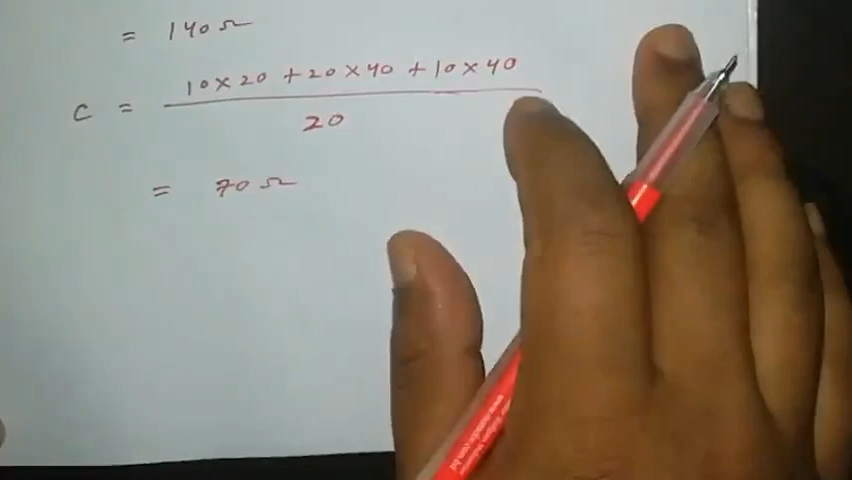 = 140 Ω
C = (10 × 20 + 20 × 40 + 10 × 40) / 20
= 70 Ω